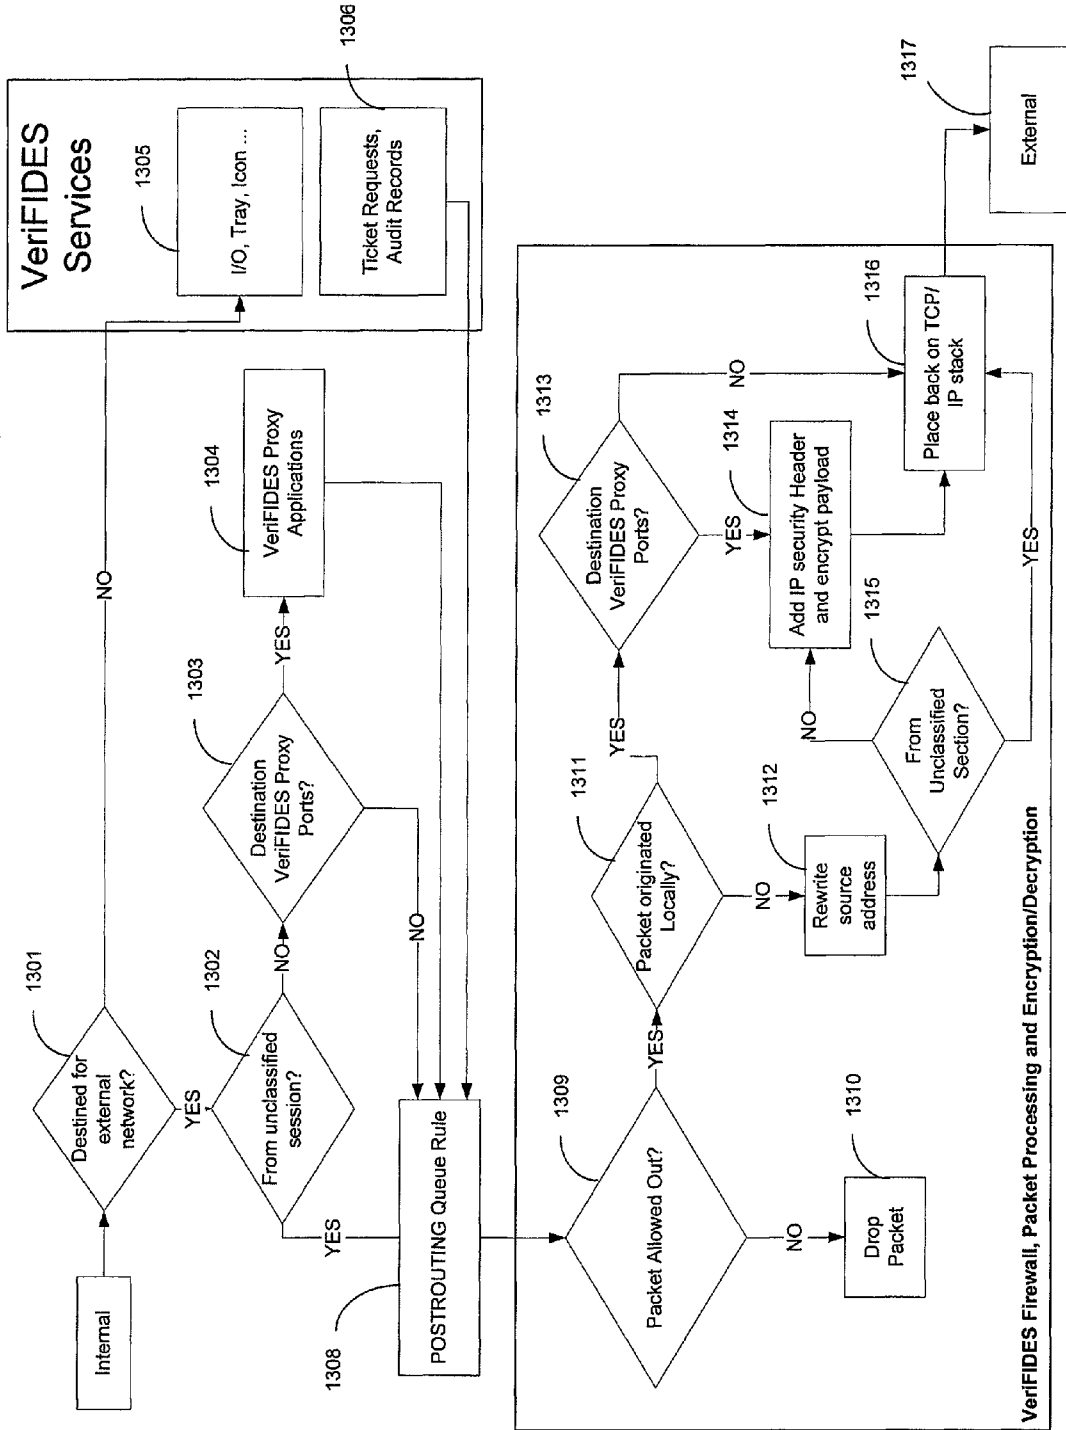 Internal
1301
Destined for
external
network?
NO
YES
1302
From unclassified
session?
NO
YES
1303
Destination
VeriFIDES Proxy
Ports?
YES
NO
1304
VeriFIDES Proxy
Applications
VeriFIDES
Services
1305
I/O, Tray, Icon ...
1306
Ticket Requests,
Audit Records
1308
POSTROUTING Queue Rule
1309
Packet Allowed Out?
YES
NO
1310
Drop
Packet
1311
Packet originated
Locally?
YES
NO
1312
Rewrite
source
address
1313
Destination
VeriFIDES Proxy
Ports?
NO
YES
1314
Add IP security Header
and encrypt payload
1315
From
Unclassified
Section?
NO
YES
1316
Place back on TCP/
IP stack
1317
External
VeriFIDES Firewall, Packet Processing and Encryption/Decryption